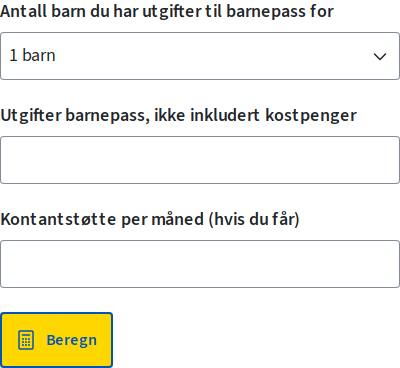 Antall barn du har utgifter til barnepass for
1 barn
Utgifter barnepass, ikke inkludert kostpenger
Kontantstøtte per måned (hvis du får)
Beregn